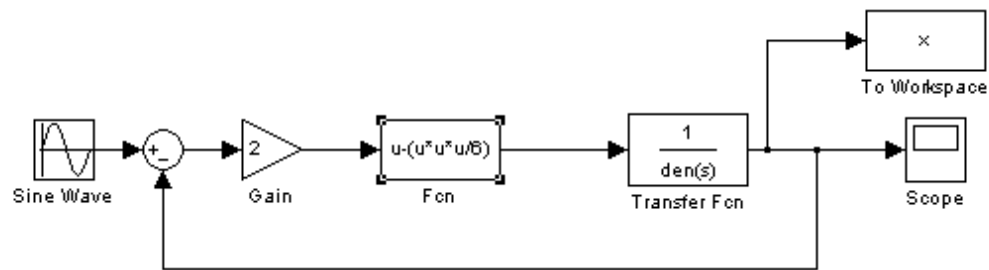 x
To Workspace
+
-
2
u-(u*u*u/6)
1
den(s)
Sine Wave
Gain
Fcn
Transfer Fcn
Scope